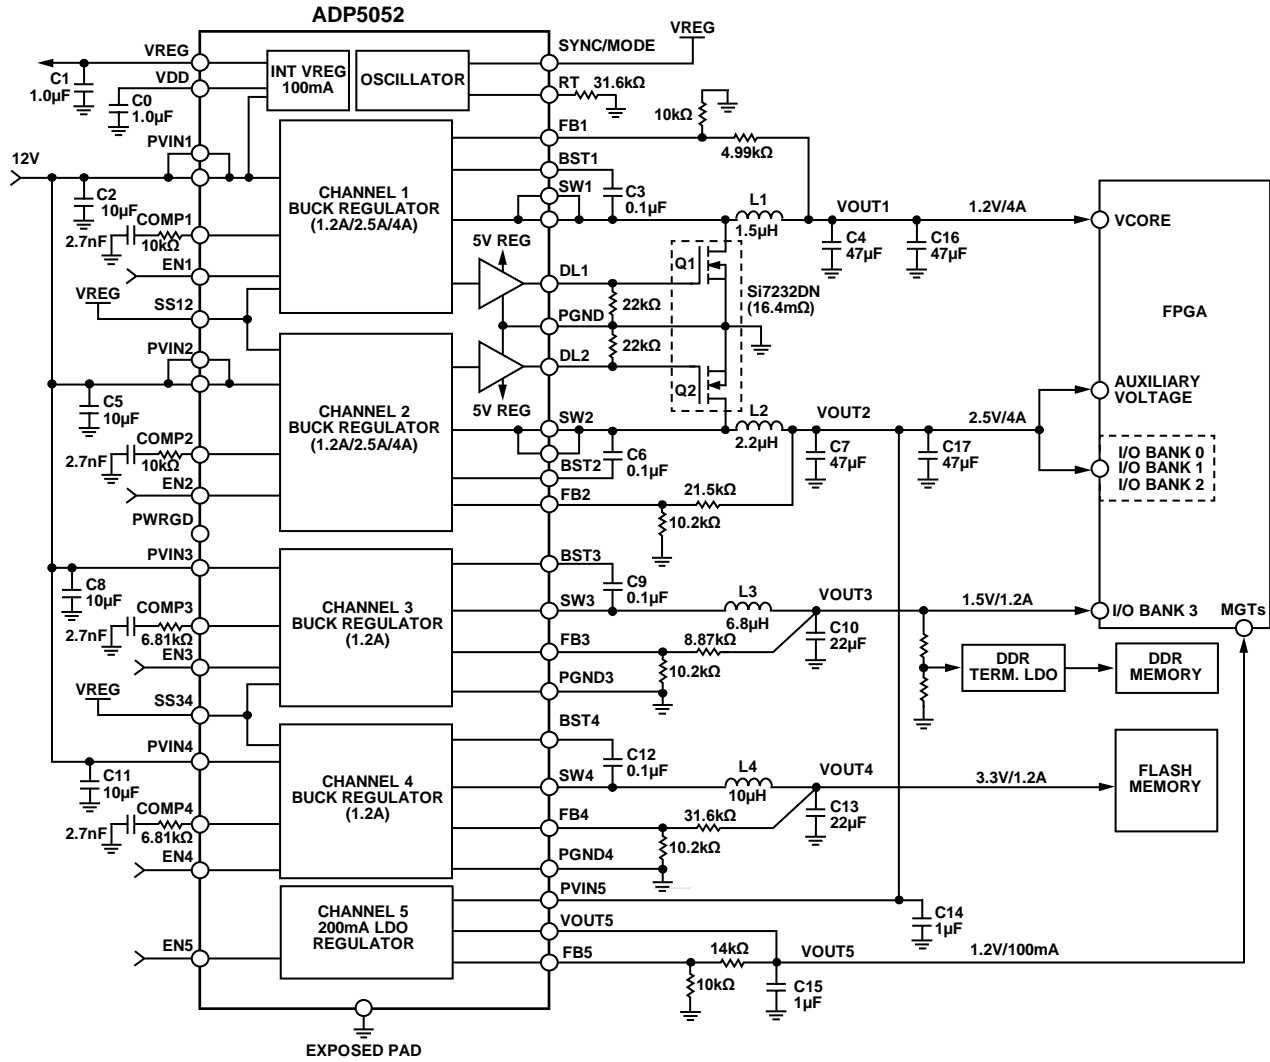 ADP5052
VREG
C1
1.0µF
VDD
C0
1.0µF
INT VREG
100mA
OSCILLATOR
SYNC/MODE
VREG
RT
31.6kΩ
FB1
10kΩ
4.99kΩ
PVIN1
12V
C2
10µF
COMP1
2.7nF
10kΩ
EN1
VREG
SS12
CHANNEL 1
BUCK REGULATOR
(1.2A/2.5A/4A)
BST1
SW1
C3
0.1µF
L1
1.5µH
VOUT1
1.2V/4A
C4
47µF
C16
47µF
VCORE
FPGA
5V REG
DL1
22kΩ
PGND
22kΩ
DL2
5V REG
Q1
Si7232DN
(16.4mΩ)
Q2
PVIN2
C5
10µF
COMP2
2.7nF
10kΩ
EN2
PWRGD
CHANNEL 2
BUCK REGULATOR
(1.2A/2.5A/4A)
SW2
BST2
C6
0.1µF
FB2
L2
2.2µH
VOUT2
2.5V/4A
C7
47µF
C17
47µF
21.5kΩ
10.2kΩ
AUXILIARY
VOLTAGE
I/O BANK 0
I/O BANK 1
I/O BANK 2
PVIN3
C8
10µF
COMP3
2.7nF
6.81kΩ
EN3
VREG
SS34
CHANNEL 3
BUCK REGULATOR
(1.2A)
BST3
C9
0.1µF
SW3
L3
6.8µH
VOUT3
1.5V/1.2A
FB3
8.87kΩ
10.2kΩ
C10
22µF
PGND3
I/O BANK 3
MGTs
DDR
TERM. LDO
DDR
MEMORY
PVIN4
C11
10µF
COMP4
2.7nF
6.81kΩ
EN4
CHANNEL 4
BUCK REGULATOR
(1.2A)
BST4
C12
0.1µF
SW4
L4
10µH
VOUT4
3.3V/1.2A
FB4
31.6kΩ
10.2kΩ
C13
22µF
PGND4
FLASH
MEMORY
PVIN5
C14
1µF
CHANNEL 5
200mA LDO
REGULATOR
EN5
VOUT5
FB5
14kΩ
10kΩ
VOUT5
1.2V/100mA
C15
1µF
EXPOSED PAD